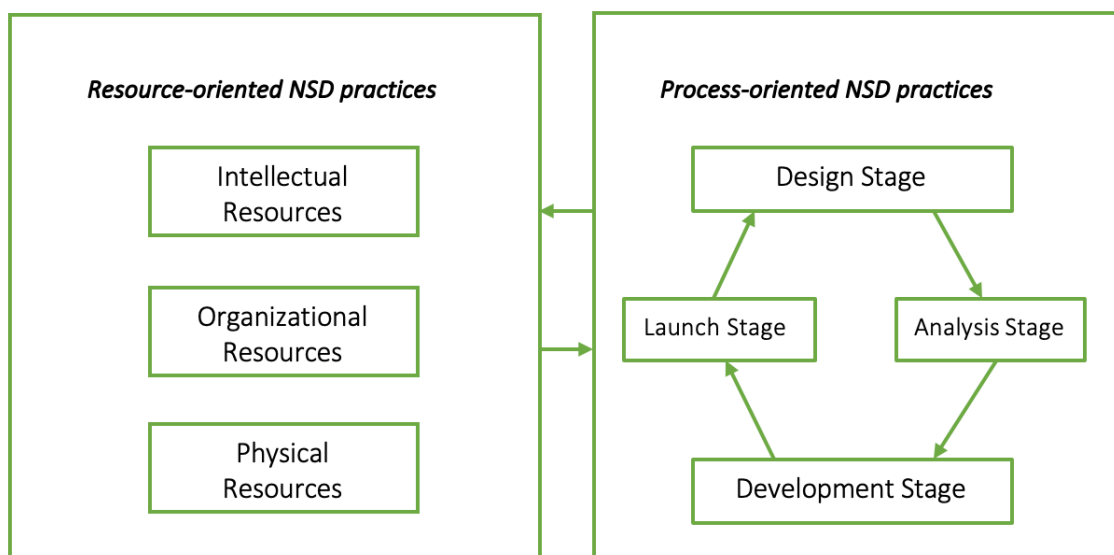 Resource-oriented NSD practices
Intellectual
Resources
Organizational
Resources
Physical
Resources
Process-oriented NSD practices
Design Stage
Launch Stage
Analysis Stage
Development Stage